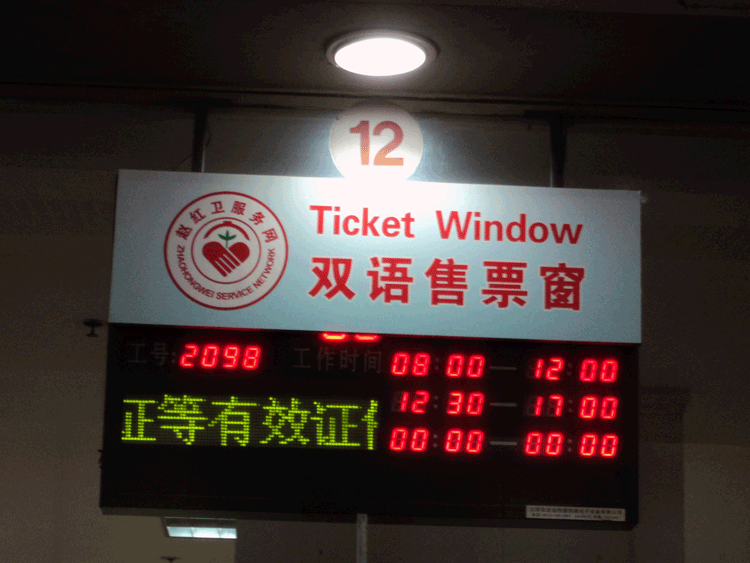 12
赵红卫服务网
ZHAOHONGWEI SERVICE NETWORK
Ticket Window
双语售票窗
工号:2098
工作时间
08:00—12:00
12:30—17:00
00:00—00:00
证等有效证件